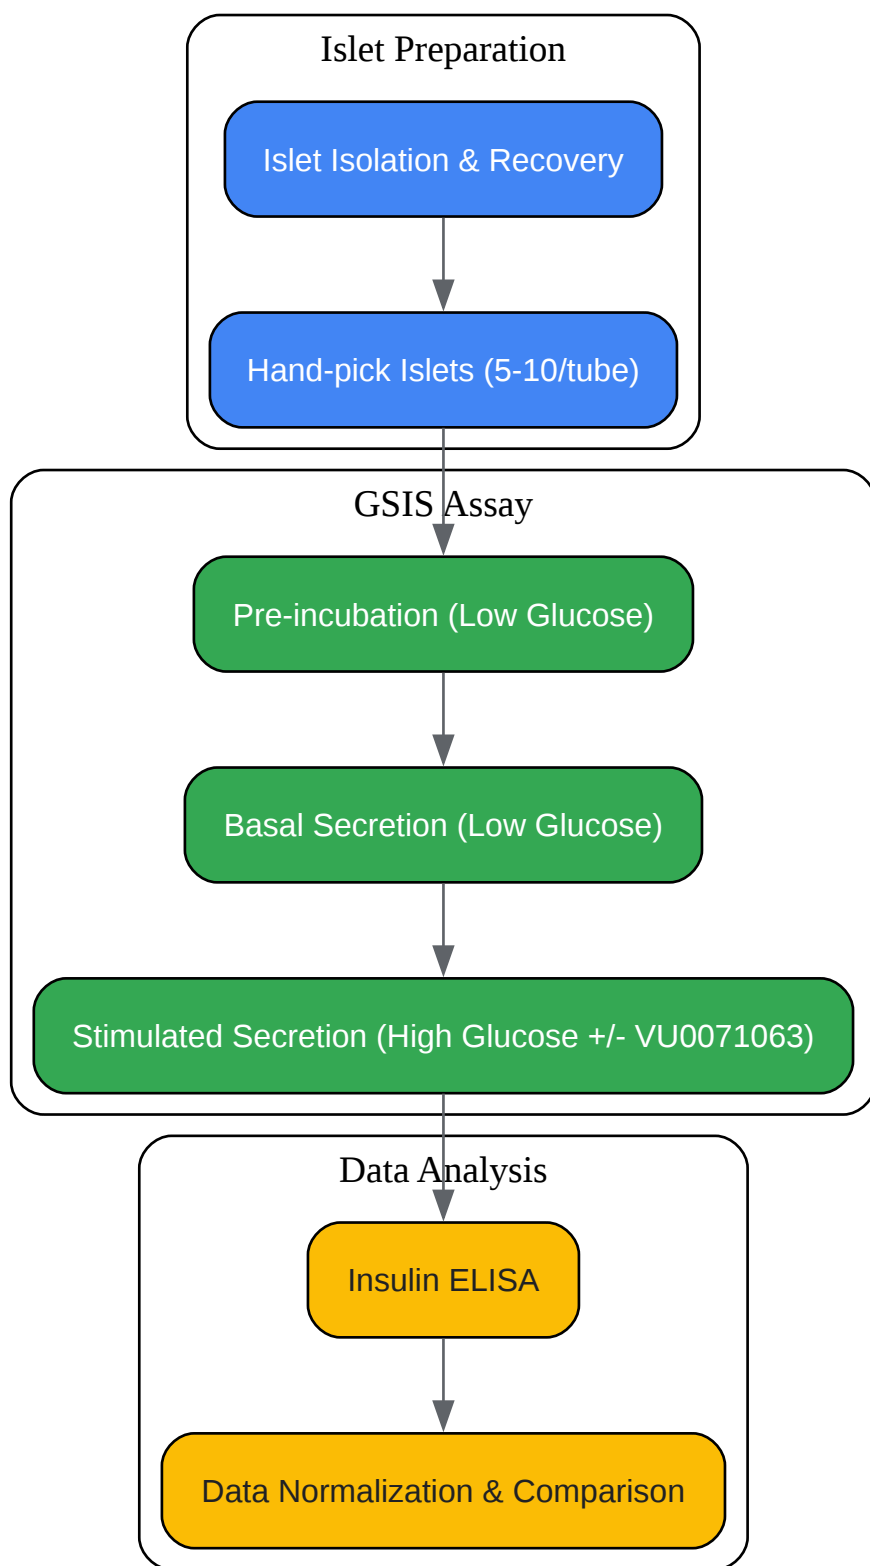 Islet Preparation
Islet Isolation & Recovery
Hand-pick Islets (5-10/tube)
GSIS Assay
Pre-incubation (Low Glucose)
Basal Secretion (Low Glucose)
Stimulated Secretion (High Glucose +/- VU0071063)
Data Analysis
Insulin ELISA
Data Normalization & Comparison